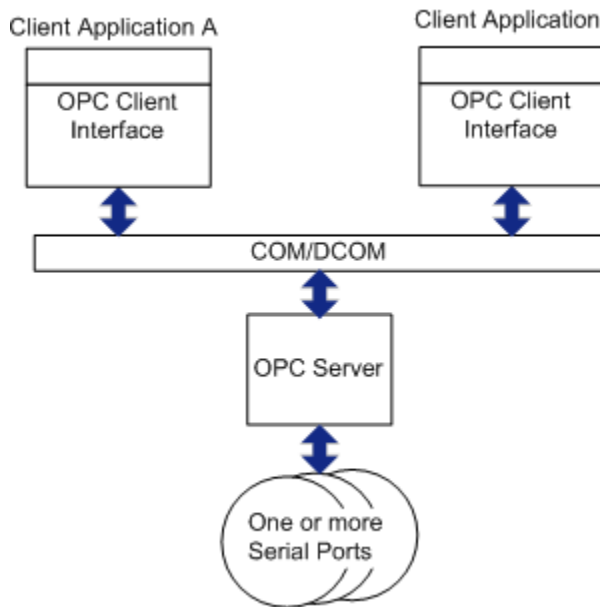 Client Application A
Client Application
OPC Client
Interface
OPC Client
Interface
COM/DCOM
OPC Server
One or more
Serial Ports